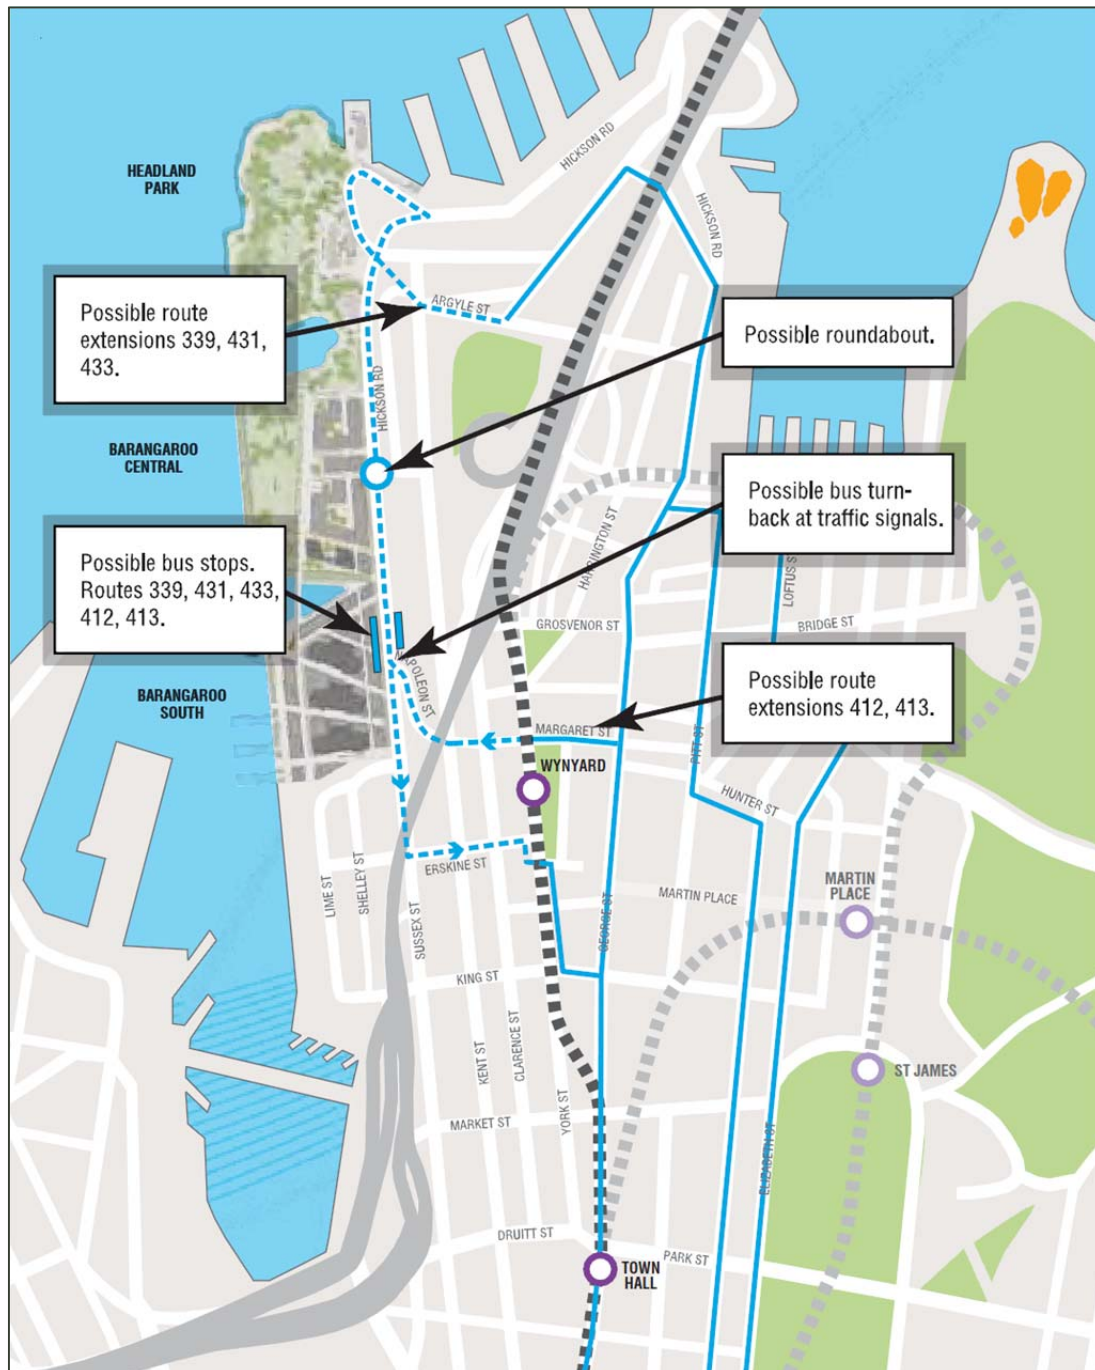 HICKSON RD
HEADLAND
PARK
HICKSON RD
Possible route
extensions 339, 431,
433.
ARGYLE ST
Possible roundabout.
HICKSON RD
BARANGAROO
CENTRAL
Possible bus turn-
back at traffic signals.
HARRINGTON ST
Possible bus stops.
Routes 339, 431, 433,
412, 413.
LOFTUS S
GROSVENOR ST
BRIDGE ST
NAPOLEON ST
BARANGAROO
SOUTH
Possible route
extensions 412, 413.
MARGARET ST
PITT ST
WYNYARD
HUNTER ST
ERSKINE ST
LIME ST
SHELLEY ST
SUSSEX ST
MARTIN PLACE
MARTIN
PLACE
GEORGE ST
KING ST
KENT ST
CLARENCE ST
YORK ST
ST JAMES
MARKET ST
ELIZABETH ST
DRUITT ST
PARK ST
TOWN
HALL